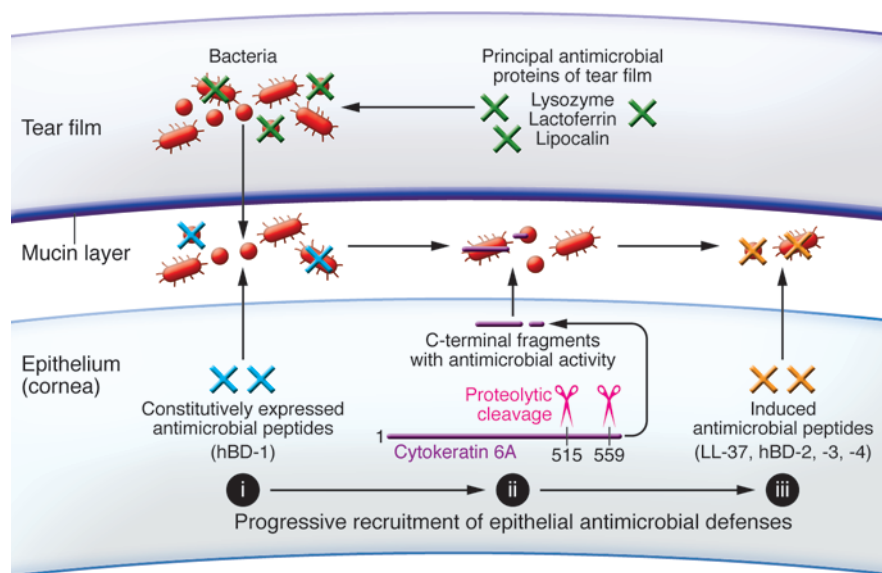 Bacteria
Principal antimicrobial
proteins of tear film
Lysozyme
Lactoferrin
Lipocalin
Tear film
Mucin layer
Epithelium
(cornea)
Constitutively expressed
antimicrobial peptides
(hBD-1)
C-terminal fragments
with antimicrobial activity
Proteolytic
cleavage
1
Cytokeratin 6A
515
559
Induced
antimicrobial peptides
(LL-37, hBD-2, -3, -4)
i
ii
iii
Progressive recruitment of epithelial antimicrobial defenses